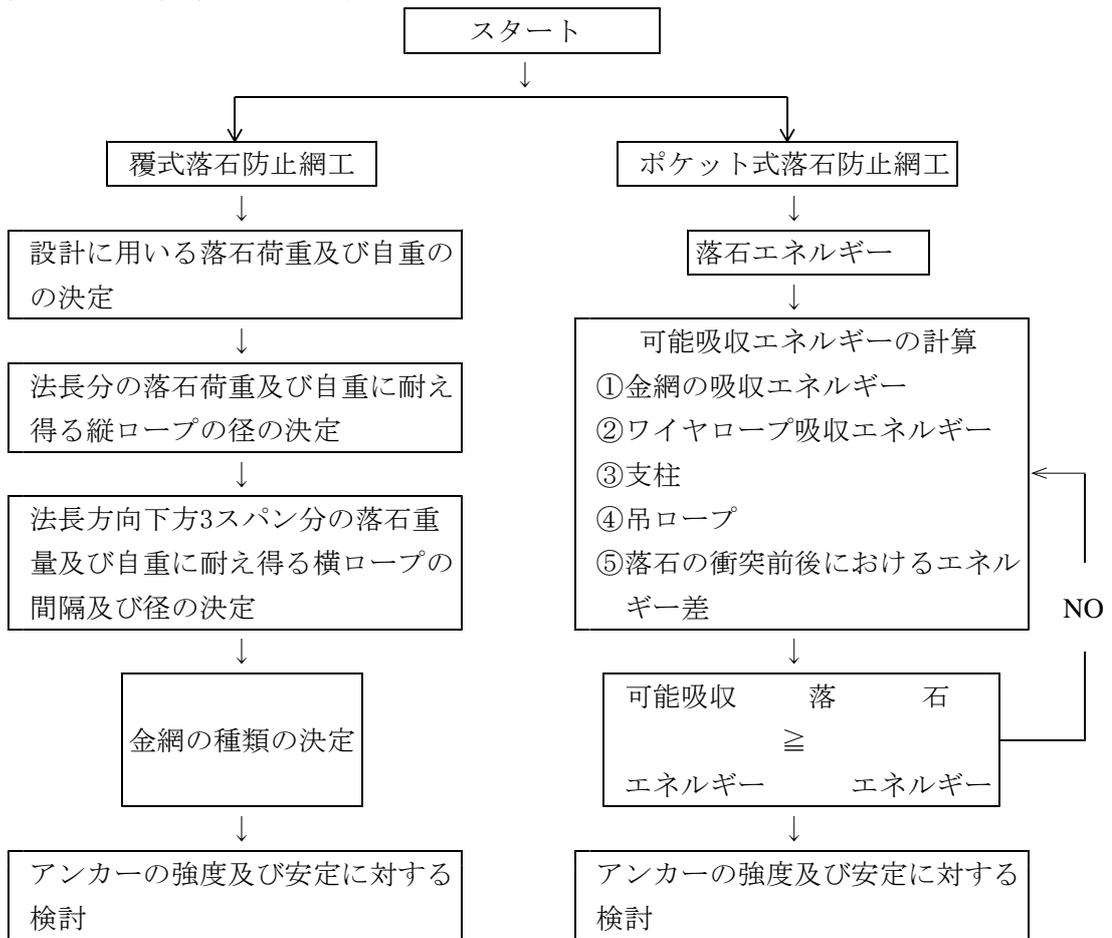 スタート
↓
覆式落石防止網工
↓
設計に用いる落石荷重及び自重の
の決定
↓
法長分の落石荷重及び自重に耐え
得る縦ロープの径の決定
↓
法長方向下方3スパン分の落石重
量及び自重に耐え得る横ロープの
間隔及び径の決定
↓
金網の種類の決定
↓
アンカーの強度及び安定に対する
検討
ポケット式落石防止網工
↓
落石エネルギー
↓
可能吸収エネルギーの計算
①金網の吸収エネルギー
②ワイヤロープ吸収エネルギー
③支柱
④吊ロープ
⑤落石の衝突前後におけるエネル
ギー差
↓
可能吸収 落 石
≧
エネルギー エネルギー
NO
↓
アンカーの強度及び安定に対する
検討